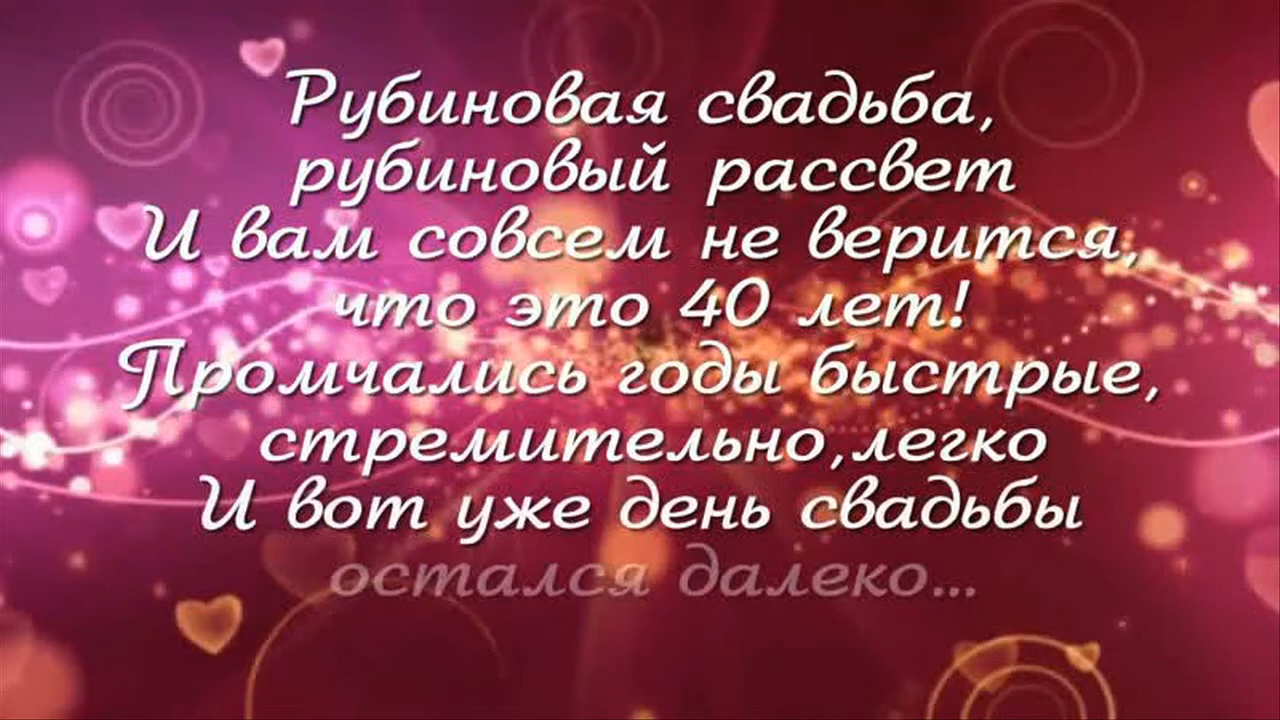 Рубиновая свадьба,
рубиновый рассвет
И вам совсем не верится,
что это 40 лет!
Промчались годы быстрые,
стремительно,легко
И вот уже день свадьбы
остался далеко...